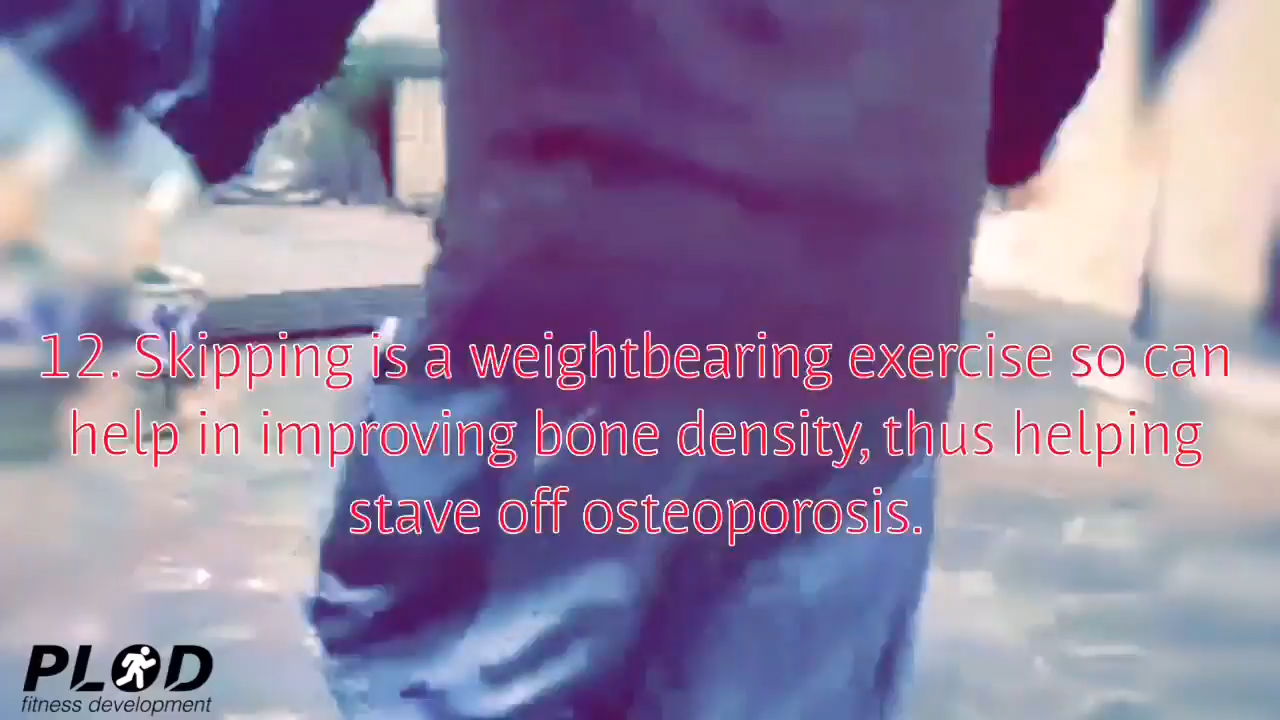 12. Skipping is a weightbearing exercise so can
help in improving bone density, thus helping
stave off osteoporosis.
PLOD
fitness development